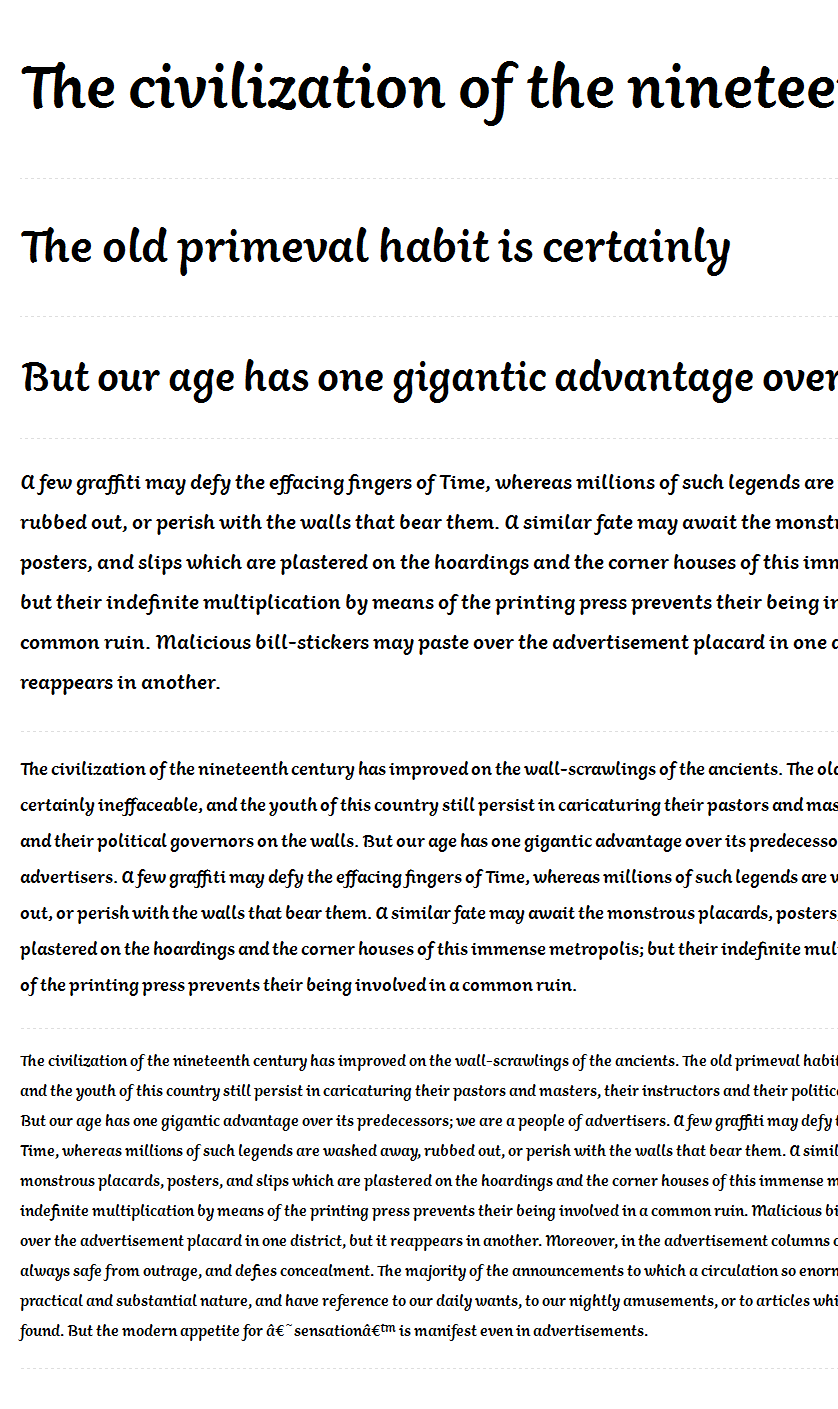 The civilization of the ninetee
The old primeval habit is certainly
But our age has one gigantic advantage over
A few graffiti may defy the effacing fingers of Time, whereas millions of such legends are
rubbed out, or perish with the walls that bear them. A similar fate may await the monstr
posters, and slips which are plastered on the hoardings and the corner houses of this imm
but their indefinite multiplication by means of the printing press prevents their being in
common ruin. Malicious bill-stickers may paste over the advertisement placard in one d
reappears in another.
The civilization of the nineteenth century has improved on the wall-scrawlings of the ancients. The old
certainly ineffaceable, and the youth of this country still persist in caricaturing their pastors and mas
and their political governors on the walls. But our age has one gigantic advantage over its predecesso
advertisers. A few graffiti may defy the effacing fingers of Time, whereas millions of such legends are w
out, or perish with the walls that bear them. A similar fate may await the monstrous placards, posters,
plastered on the hoardings and the corner houses of this immense metropolis; but their indefinite mul
of the printing press prevents their being involved in a common ruin.
The civilization of the nineteenth century has improved on the wall-scrawlings of the ancients. The old primeval habit
and the youth of this country still persist in caricaturing their pastors and masters, their instructors and their politic
But our age has one gigantic advantage over its predecessors; we are a people of advertisers. A few graffiti may defy t
Time, whereas millions of such legends are washed away, rubbed out, or perish with the walls that bear them. A simil
monstrous placards, posters, and slips which are plastered on the hoardings and the corner houses of this immense m
indefinite multiplication by means of the printing press prevents their being involved in a common ruin. Malicious bi
over the advertisement placard in one district, but it reappears in another. Moreover, in the advertisement columns o
always safe from outrage, and defies concealment. The majority of the announcements to which a circulation so enorm
practical and substantial nature, and have reference to our daily wants, to our nightly amusements, or to articles whi
found. But the modern appetite for â€˜sensationâ€™ is manifest even in advertisements.